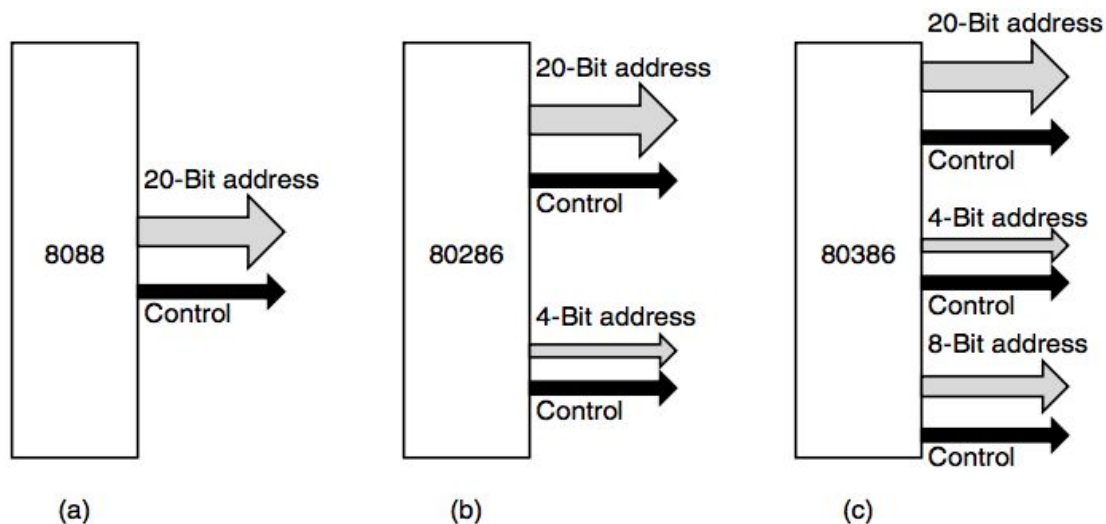 20-Bit address
Control
8088
(a)
20-Bit address
Control
80286
4-Bit address
Control
(b)
20-Bit address
Control
4-Bit address
80386
Control
8-Bit address
Control
(c)